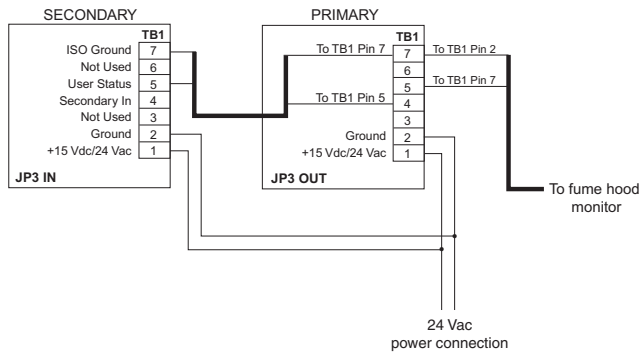 SECONDARY
TB1
ISO Ground 7
Not Used 6
User Status 5
Secondary In 4
Not Used 3
Ground 2
+15 Vdc/24 Vac 1
JP3 IN
PRIMARY
TB1
To TB1 Pin 7 7 To TB1 Pin 2
6
5 To TB1 Pin 7
To TB1 Pin 5 4
3
Ground 2
+15 Vdc/24 Vac 1
JP3 OUT
To fume hood
monitor
24 Vac
power connection